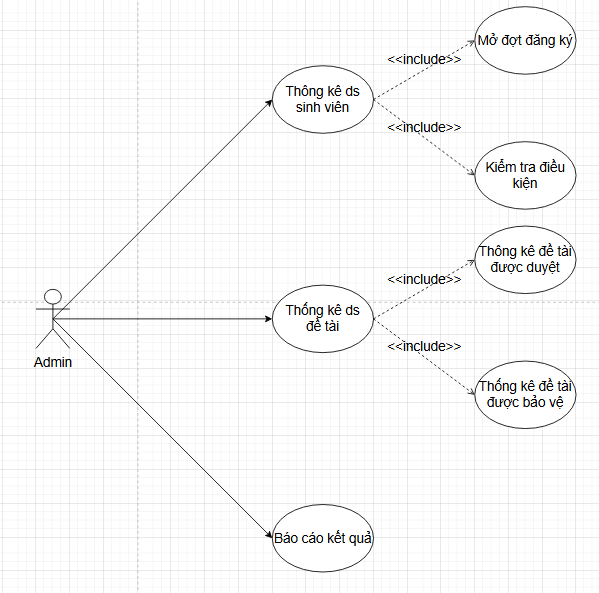 Mở đợt đăng ký
<<include>>
Thông kê ds
sinh viên
<<include>>
Kiểm tra điều
kiện
Thông kê đề tài
được duyệt
<<include>>
Thống kê ds
đề tài
<<include>>
Admin
Thống kê đề tài
được bảo vệ
Báo cáo kết quả